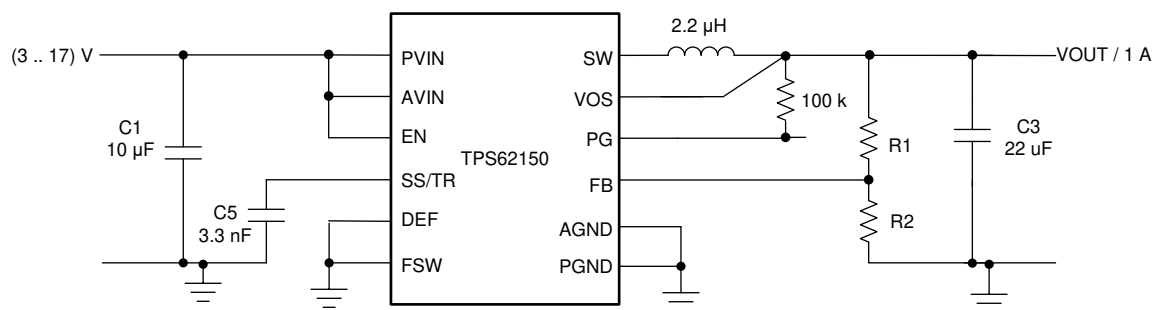 2.2 µH
(3 .. 17) V
PVIN
SW
VOUT / 1 A
AVIN
VOS
100 k
C1
10 µF
EN
PG
TPS62150
R1
C3
22 uF
SS/TR
FB
C5
3.3 nF
DEF
AGND
R2
FSW
PGND